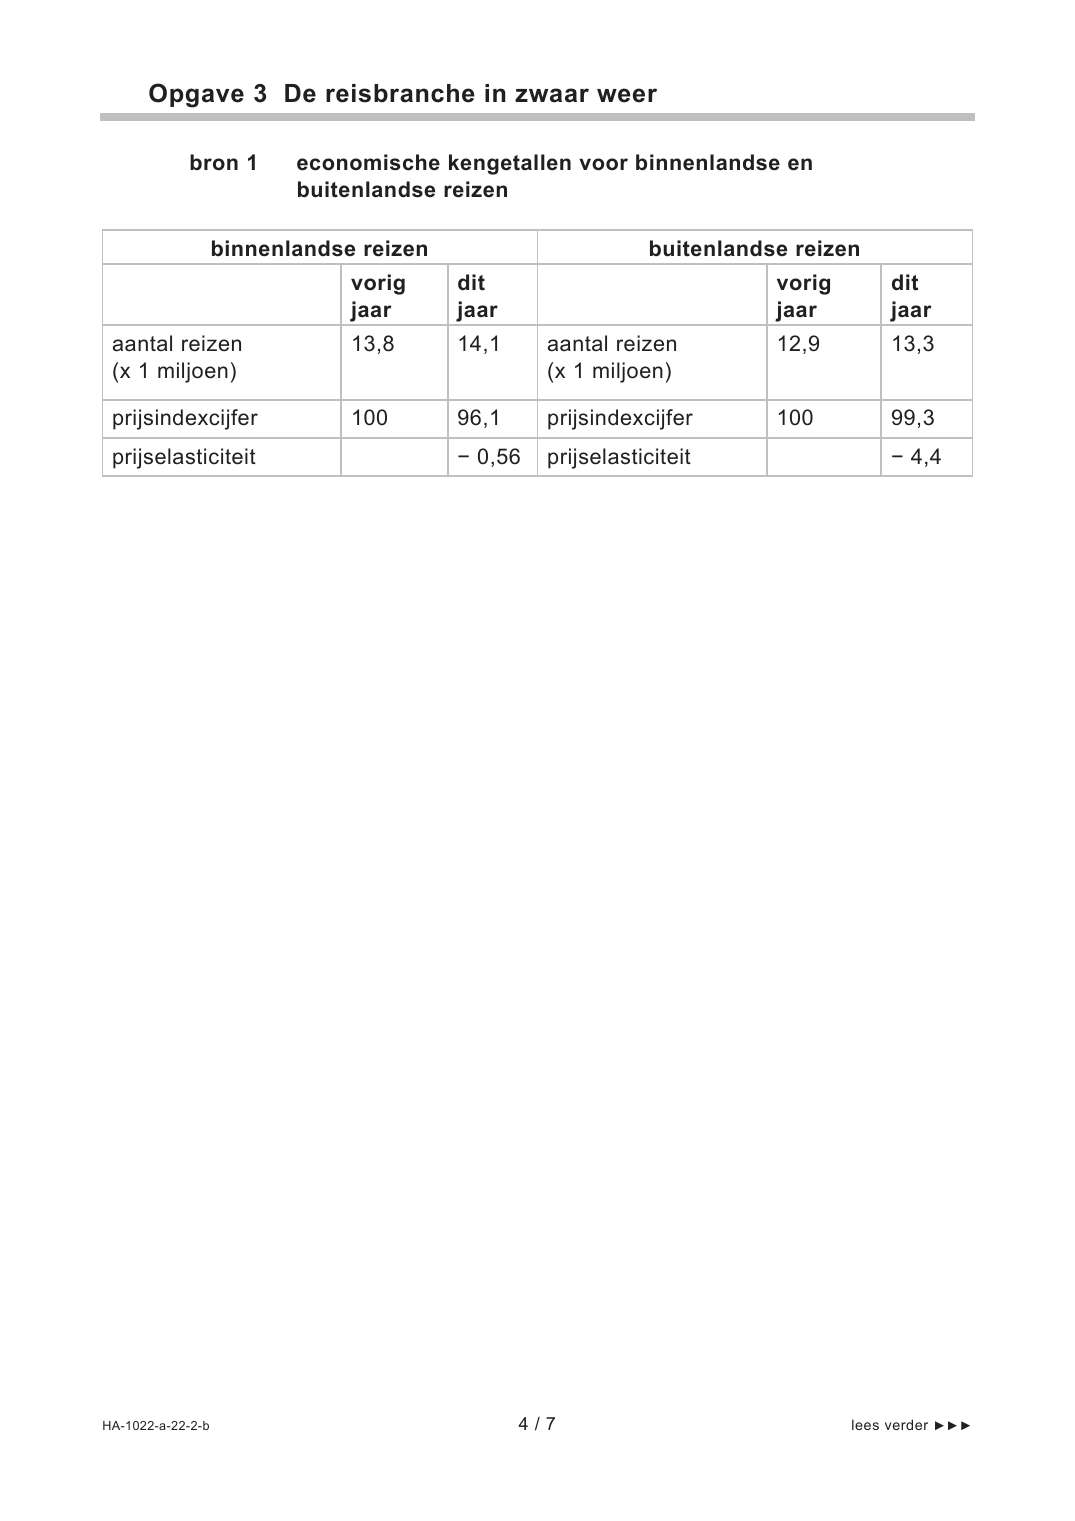 Opgave 3 De reisbranche in zwaar weer
bron 1 economische kengetallen voor binnenlandse en
buitenlandse reizen
binnenlandse reizen buitenlandse reizen
vorig dit vorig dit
jaar jaar jaar jaar
aantal reizen 13,8 14,1 aantal reizen 12,9 13,3
(x 1 miljoen) (x 1 miljoen)
prijsindexcijfer 100 96,1 prijsindexcijfer 100 99,3
prijselasticiteit − 0,56 prijselasticiteit − 4,4
HA-1022-a-22-2-b 4 / 7 lees verder ►►►